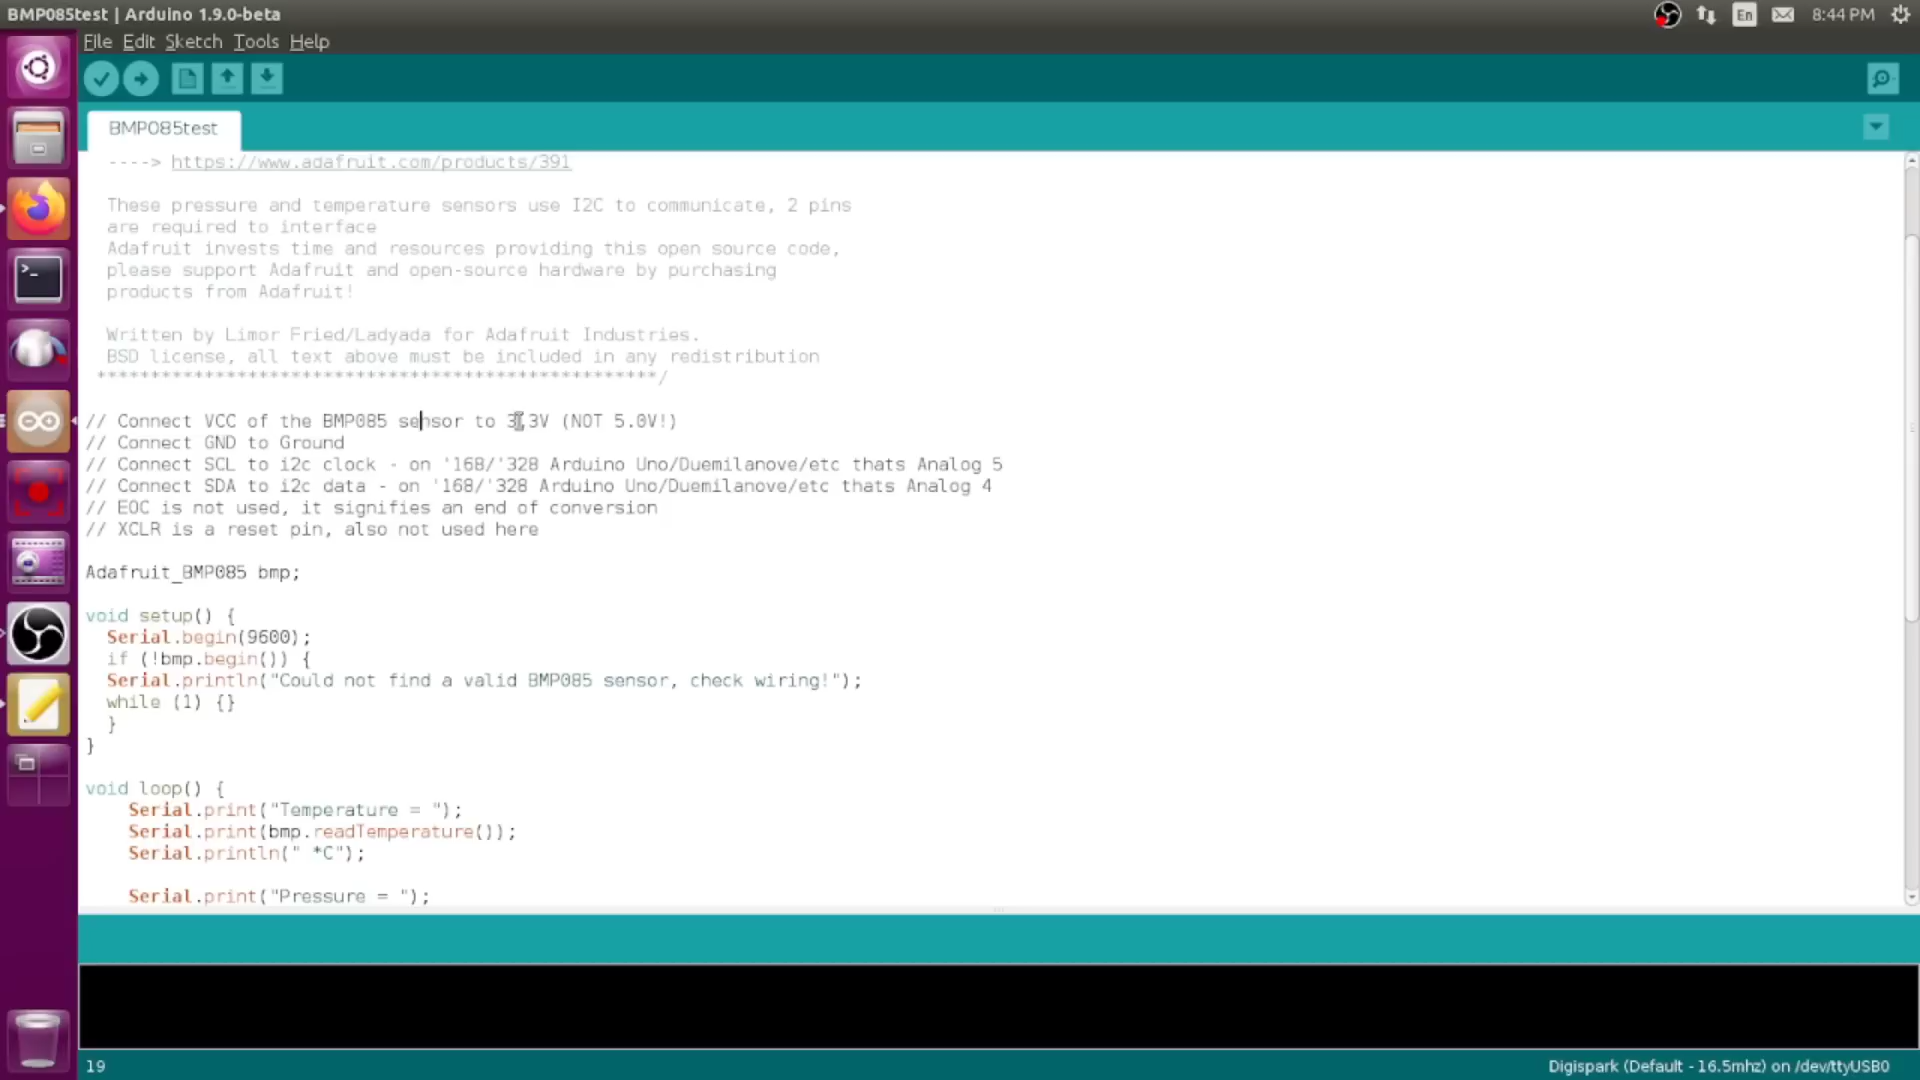 BMP085test | Arduino 1.9.0-beta
En
8:44 PM
File Edit Sketch Tools Help
BMP085test
----> https://www.adafruit.com/products/391
These pressure and temperature sensors use I2C to communicate, 2 pins
are required to interface
Adafruit invests time and resources providing this open source code,
please support Adafruit and open-source hardware by purchasing
products from Adafruit!
Written by Limor Fried/Ladyada for Adafruit Industries.
BSD license, all text above must be included in any redistribution
****************************************************/
// Connect VCC of the BMP085 sensor to 3.3V (NOT 5.0V!)
// Connect GND to Ground
// Connect SCL to i2c clock - on '168/'328 Arduino Uno/Duemilanove/etc thats Analog 5
// Connect SDA to i2c data - on '168/'328 Arduino Uno/Duemilanove/etc thats Analog 4
// EOC is not used, it signifies an end of conversion
// XCLR is a reset pin, also not used here
Adafruit_BMP085 bmp;
void setup() {
Serial.begin(9600);
if (!bmp.begin()) {
Serial.println("Could not find a valid BMP085 sensor, check wiring!");
while (1) {}
}
}
void loop() {
Serial.print("Temperature = ");
Serial.print(bmp.readTemperature());
Serial.println(" *C");
Serial.print("Pressure = ");
19
Digispark (Default - 16.5mhz) on /dev/ttyUSB0